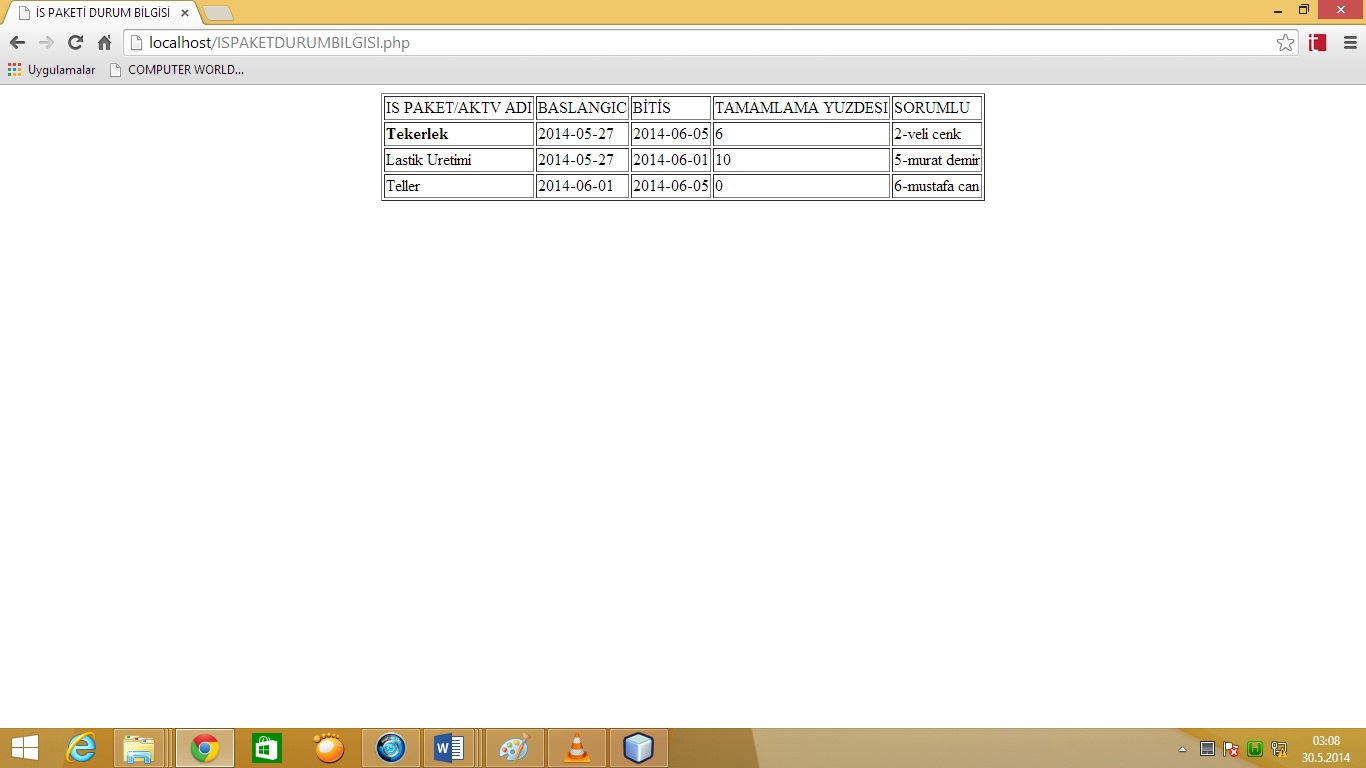 İS PAKETİ DURUM BİLGİSİ
localhost/ISPAKETDURUMBILGISI.php
Uygulamalar COMPUTER WORLD...
IS PAKET/AKTV ADI BASLANGIC BİTİS TAMAMLAMA YUZDESI SORUMLU
Tekerlek 2014-05-27 2014-06-05 6 2-veli cenk
Lastik Uretimi 2014-05-27 2014-06-01 10 5-murat demir
Teller 2014-06-01 2014-06-05 0 6-mustafa can
03:08
30.5.2014